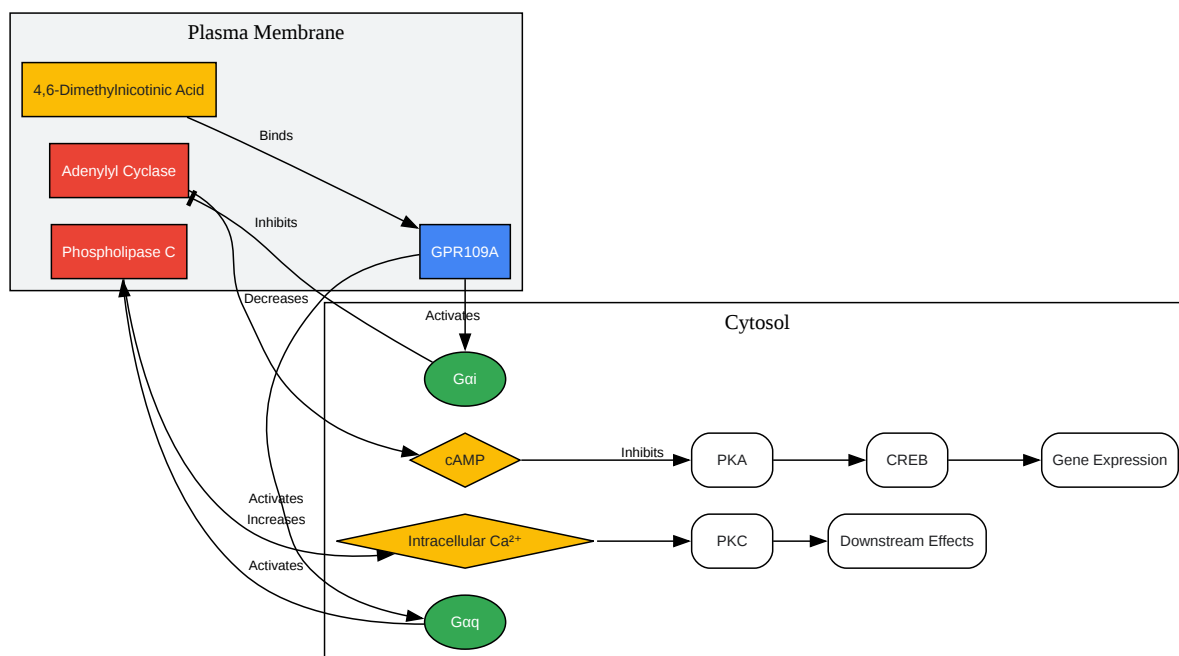 Plasma Membrane
4,6-Dimethylnicotinic Acid
Binds
Adenylyl Cyclase
Inhibits
Phospholipase C
GPR109A
Decreases
Activates
Cytosol
Gαi
cAMP
Inhibits
PKA
CREB
Gene Expression
Activates
Increases
Intracellular Ca²⁺
PKC
Downstream Effects
Activates
Gαq